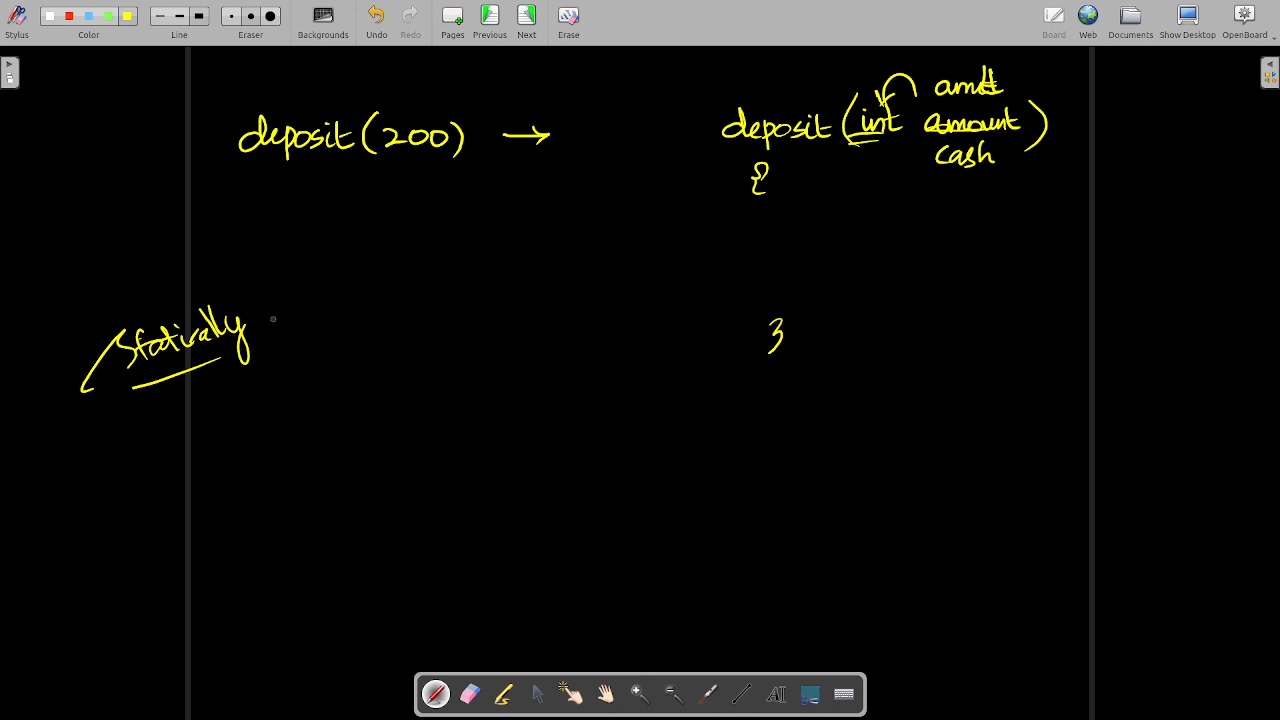 Stylus Color Line Eraser Backgrounds Undo Redo Pages Previous Next Erase Board Web Documents Show Desktop OpenBoard
deposit(200) → deposit(int amount)
cash
{
statically
}
AI